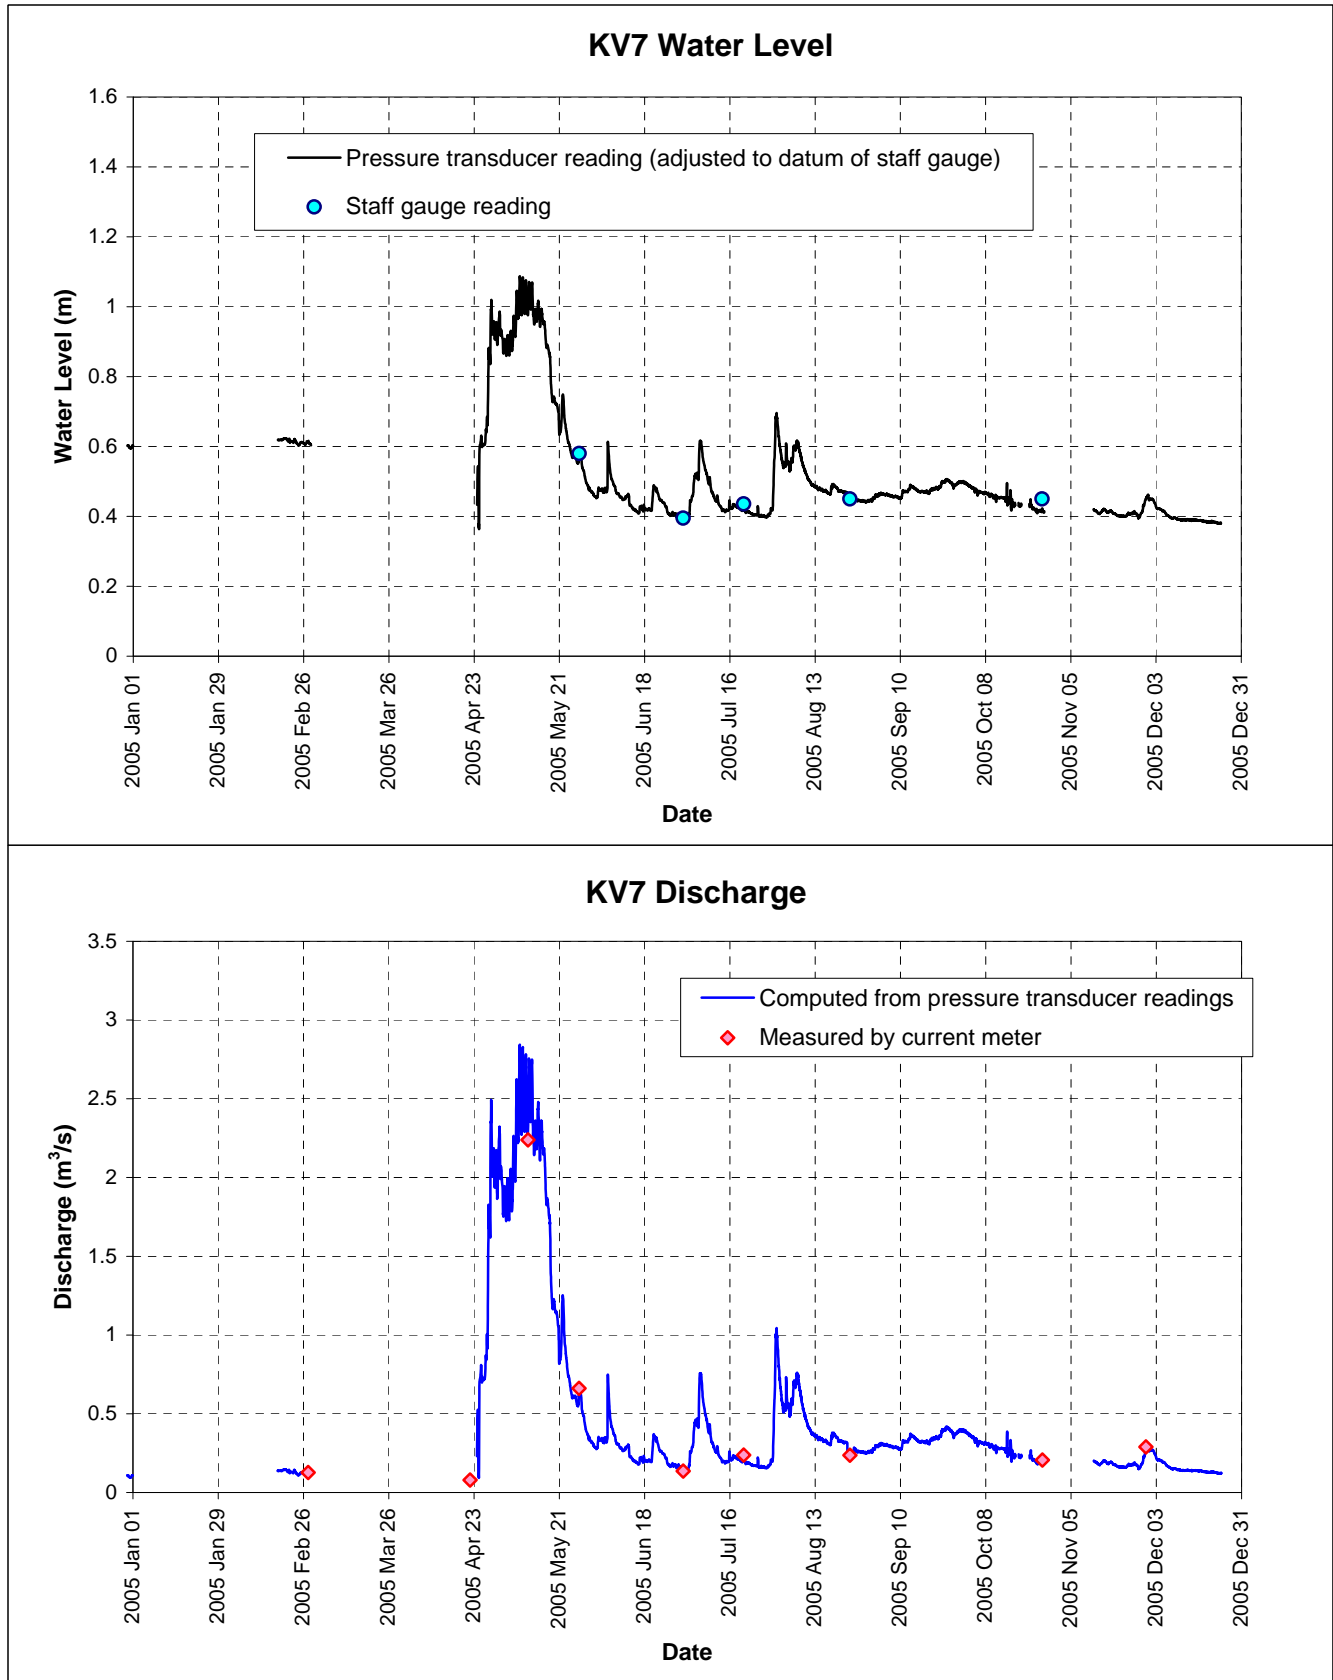 KV7 Water Level
1.6
1.4
1.2
1
0.8
0.6
0.4
0.2
0
Water Level (m)
Pressure transducer reading (adjusted to datum of staff gauge)
Staff gauge reading
2005 Jan 01
2005 Jan 29
2005 Feb 26
2005 Mar 26
2005 Apr 23
2005 May 21
2005 Jun 18
2005 Jul 16
2005 Aug 13
2005 Sep 10
2005 Oct 08
2005 Nov 05
2005 Dec 03
2005 Dec 31
Date
KV7 Discharge
3.5
3
2.5
2
1.5
1
0.5
0
Discharge (m³/s)
Computed from pressure transducer readings
Measured by current meter
2005 Jan 01
2005 Jan 29
2005 Feb 26
2005 Mar 26
2005 Apr 23
2005 May 21
2005 Jun 18
2005 Jul 16
2005 Aug 13
2005 Sep 10
2005 Oct 08
2005 Nov 05
2005 Dec 03
2005 Dec 31
Date